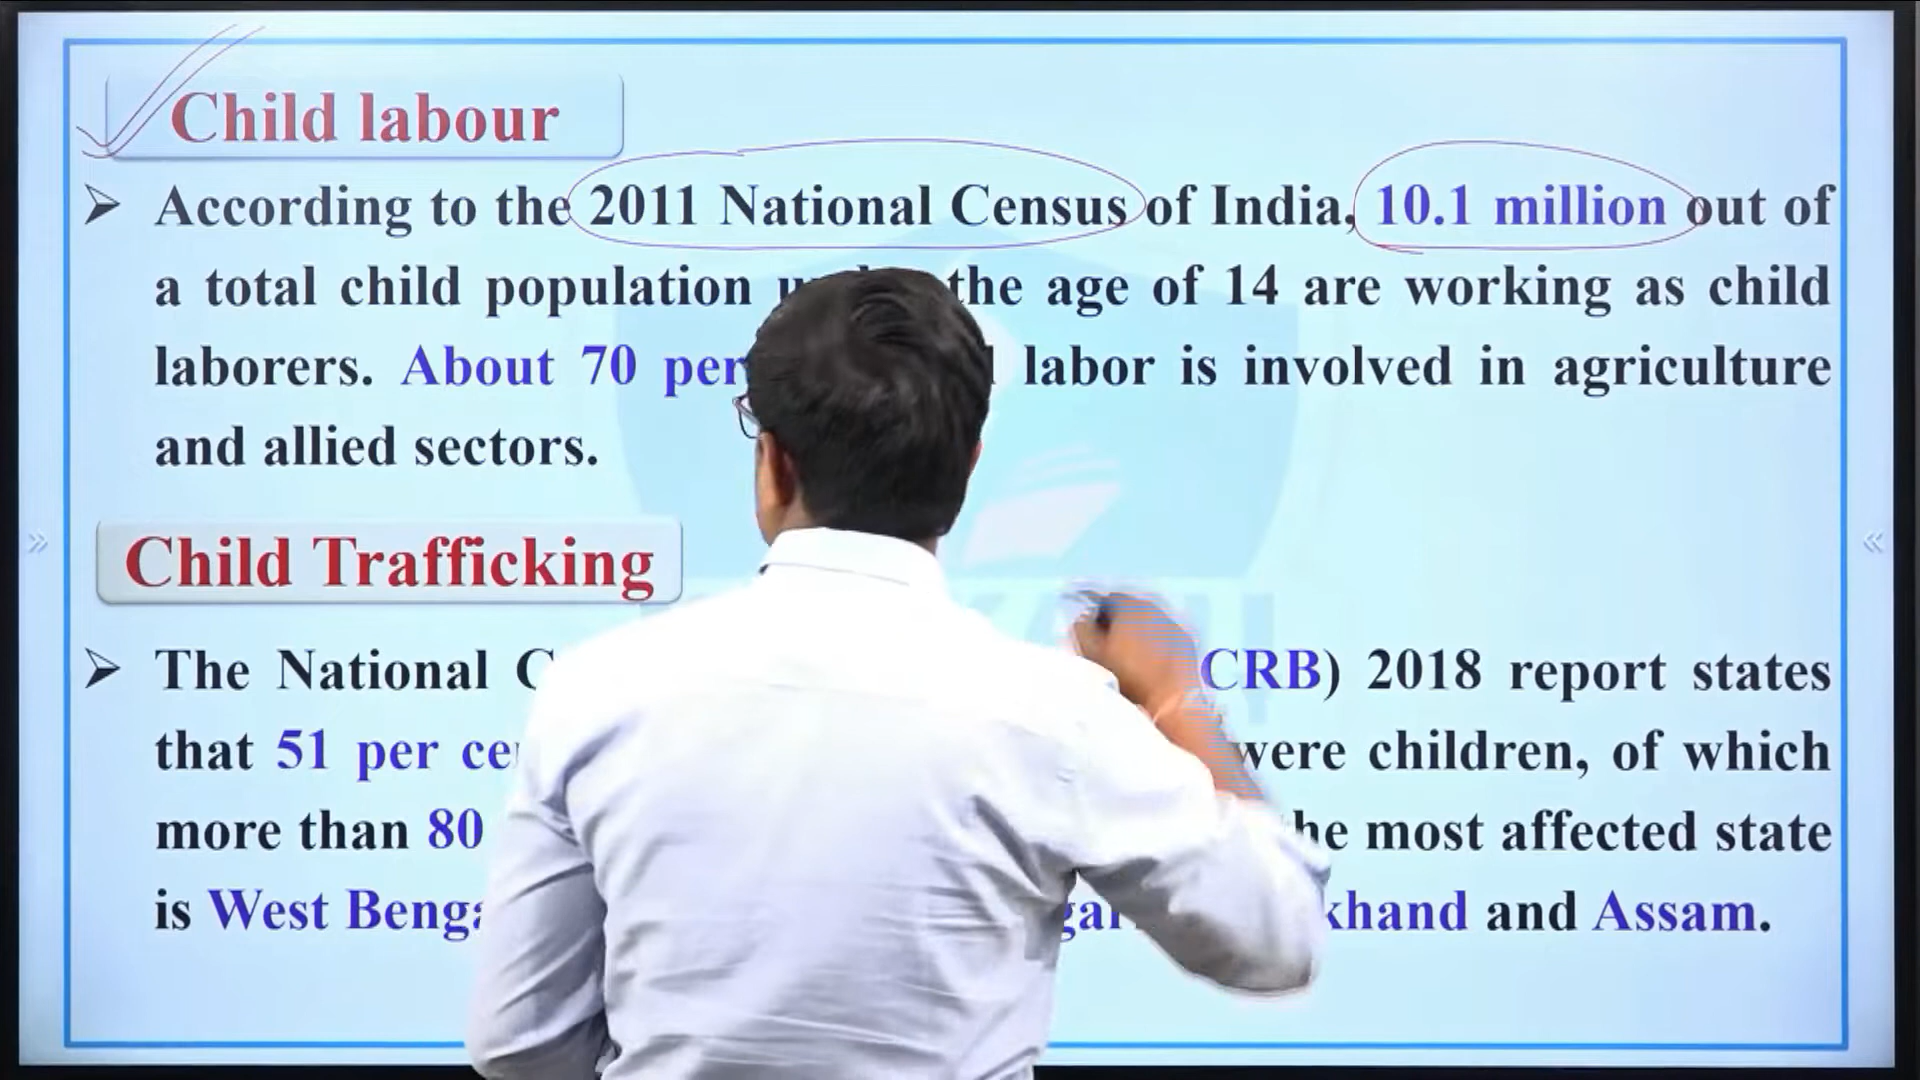 Child labour
➤ According to the 2011 National Census of India, 10.1 million out of
a total child population the age of 14 are working as child
laborers. About 70 per labor is involved in agriculture
and allied sectors.
Child Trafficking
➤ The National CRB) 2018 report states
that 51 per were children, of which
more than 80 most affected state
is West and Assam.